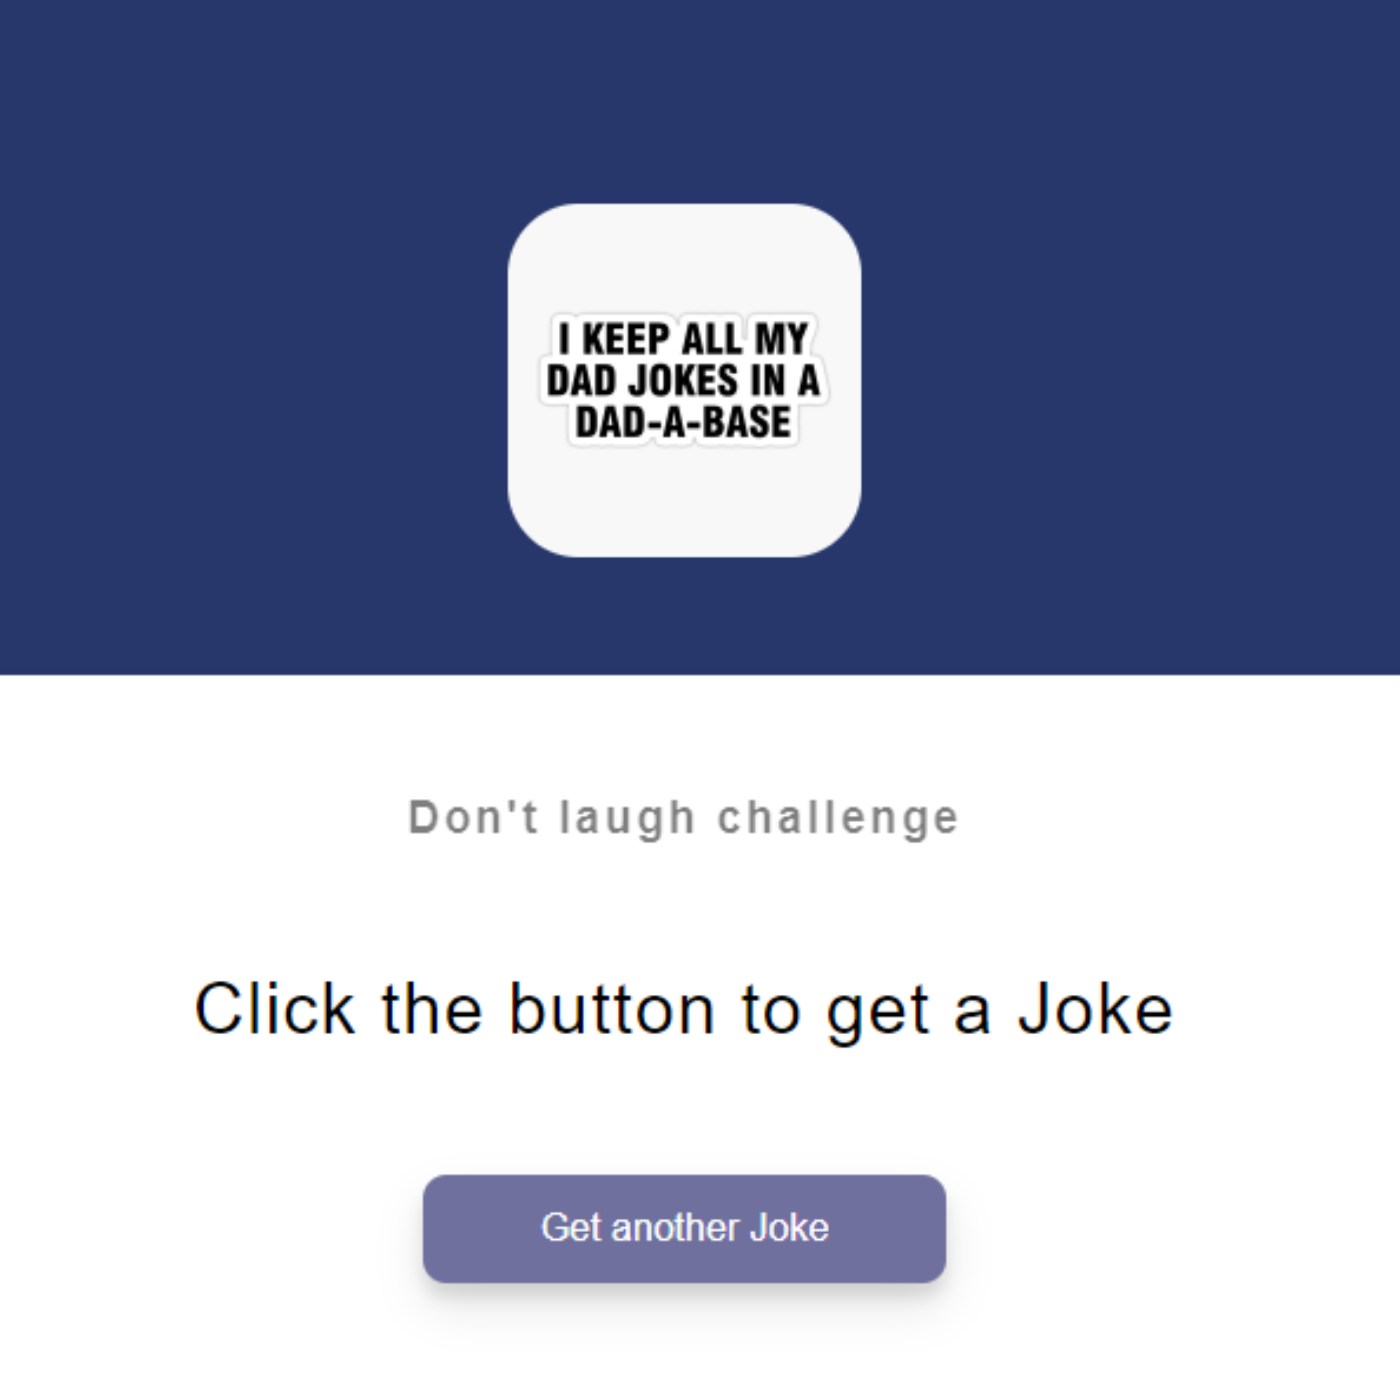 I KEEP ALL MY
DAD JOKES IN A
DAD-A-BASE
Don't laugh challenge
Click the button to get a Joke
Get another Joke